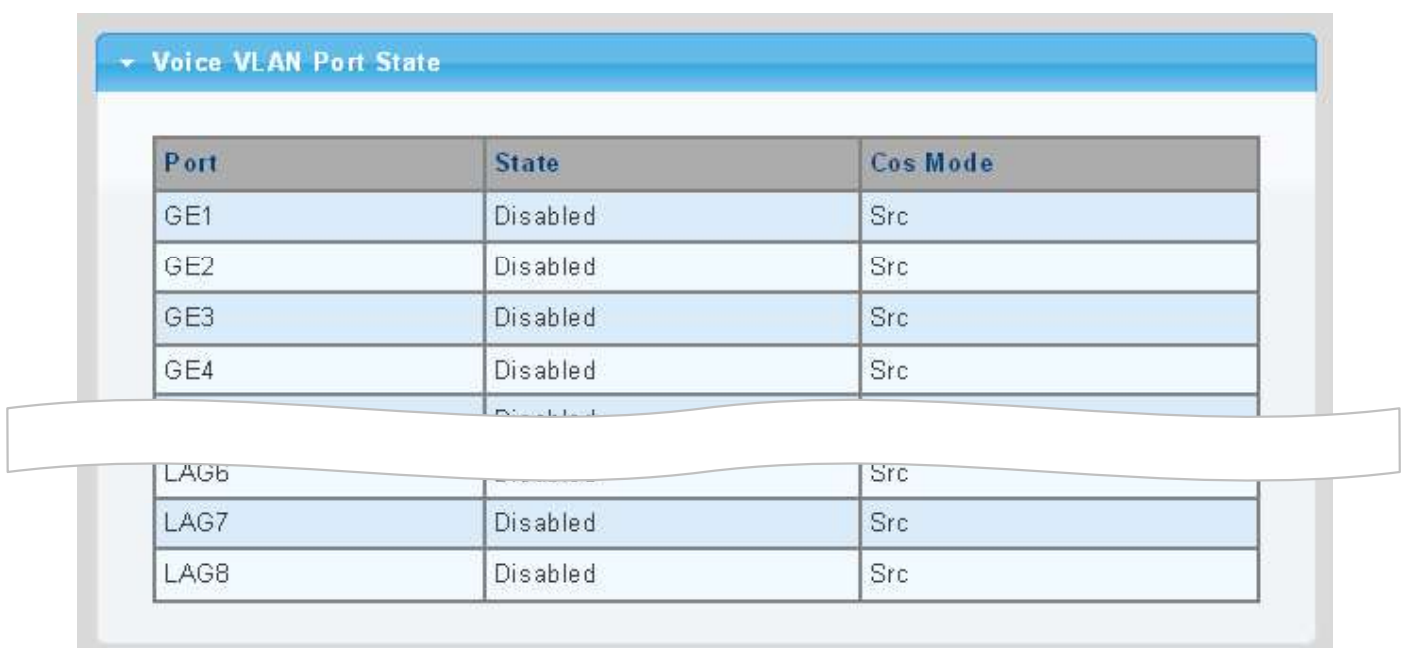 Voice VLAN Port State
Port State Cos Mode
GE1 Disabled Src
GE2 Disabled Src
GE3 Disabled Src
GE4 Disabled Src
LAG6 Src
LAG7 Disabled Src
LAG8 Disabled Src